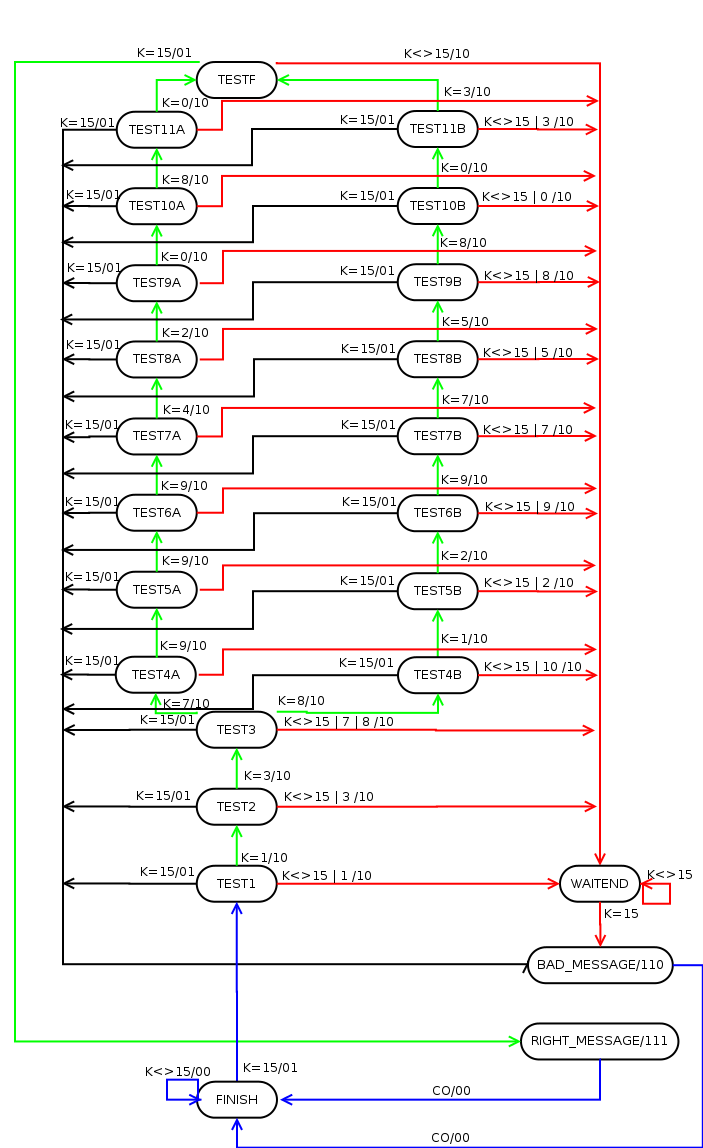 K=15/01
K<>15/10
TESTF
K=0/10
K=3/10
K=15/01
TEST11A
K=15/01
TEST11B
K<>15 | 3 /10
K=8/10
K=0/10
K=15/01
TEST10A
K=15/01
TEST10B
K<>15 | 0 /10
K=0/10
K=8/10
K=15/01
TEST9A
K=15/01
TEST9B
K<>15 | 8 /10
K=2/10
K=5/10
K=15/01
TEST8A
K=15/01
TEST8B
K<>15 | 5 /10
K=4/10
K=7/10
K=15/01
TEST7A
K=15/01
TEST7B
K<>15 | 7 /10
K=9/10
K=9/10
K=15/01
TEST6A
K=15/01
TEST6B
K<>15 | 9 /10
K=9/10
K=2/10
K=15/01
TEST5A
K=15/01
TEST5B
K<>15 | 2 /10
K=9/10
K=1/10
K=15/01
TEST4A
K=15/01
TEST4B
K<>15 | 10 /10
K=7/10
K=8/10
K=15/01
TEST3
K<>15 | 7 | 8 /10
K=3/10
K=15/01
TEST2
K<>15 | 3 /10
K=1/10
K=15/01
TEST1
K<>15 | 1 /10
WAITEND
K<>15
K=15
BAD_MESSAGE/110
RIGHT_MESSAGE/111
K=15/01
K<>15/00
FINISH
CO/00
CO/00